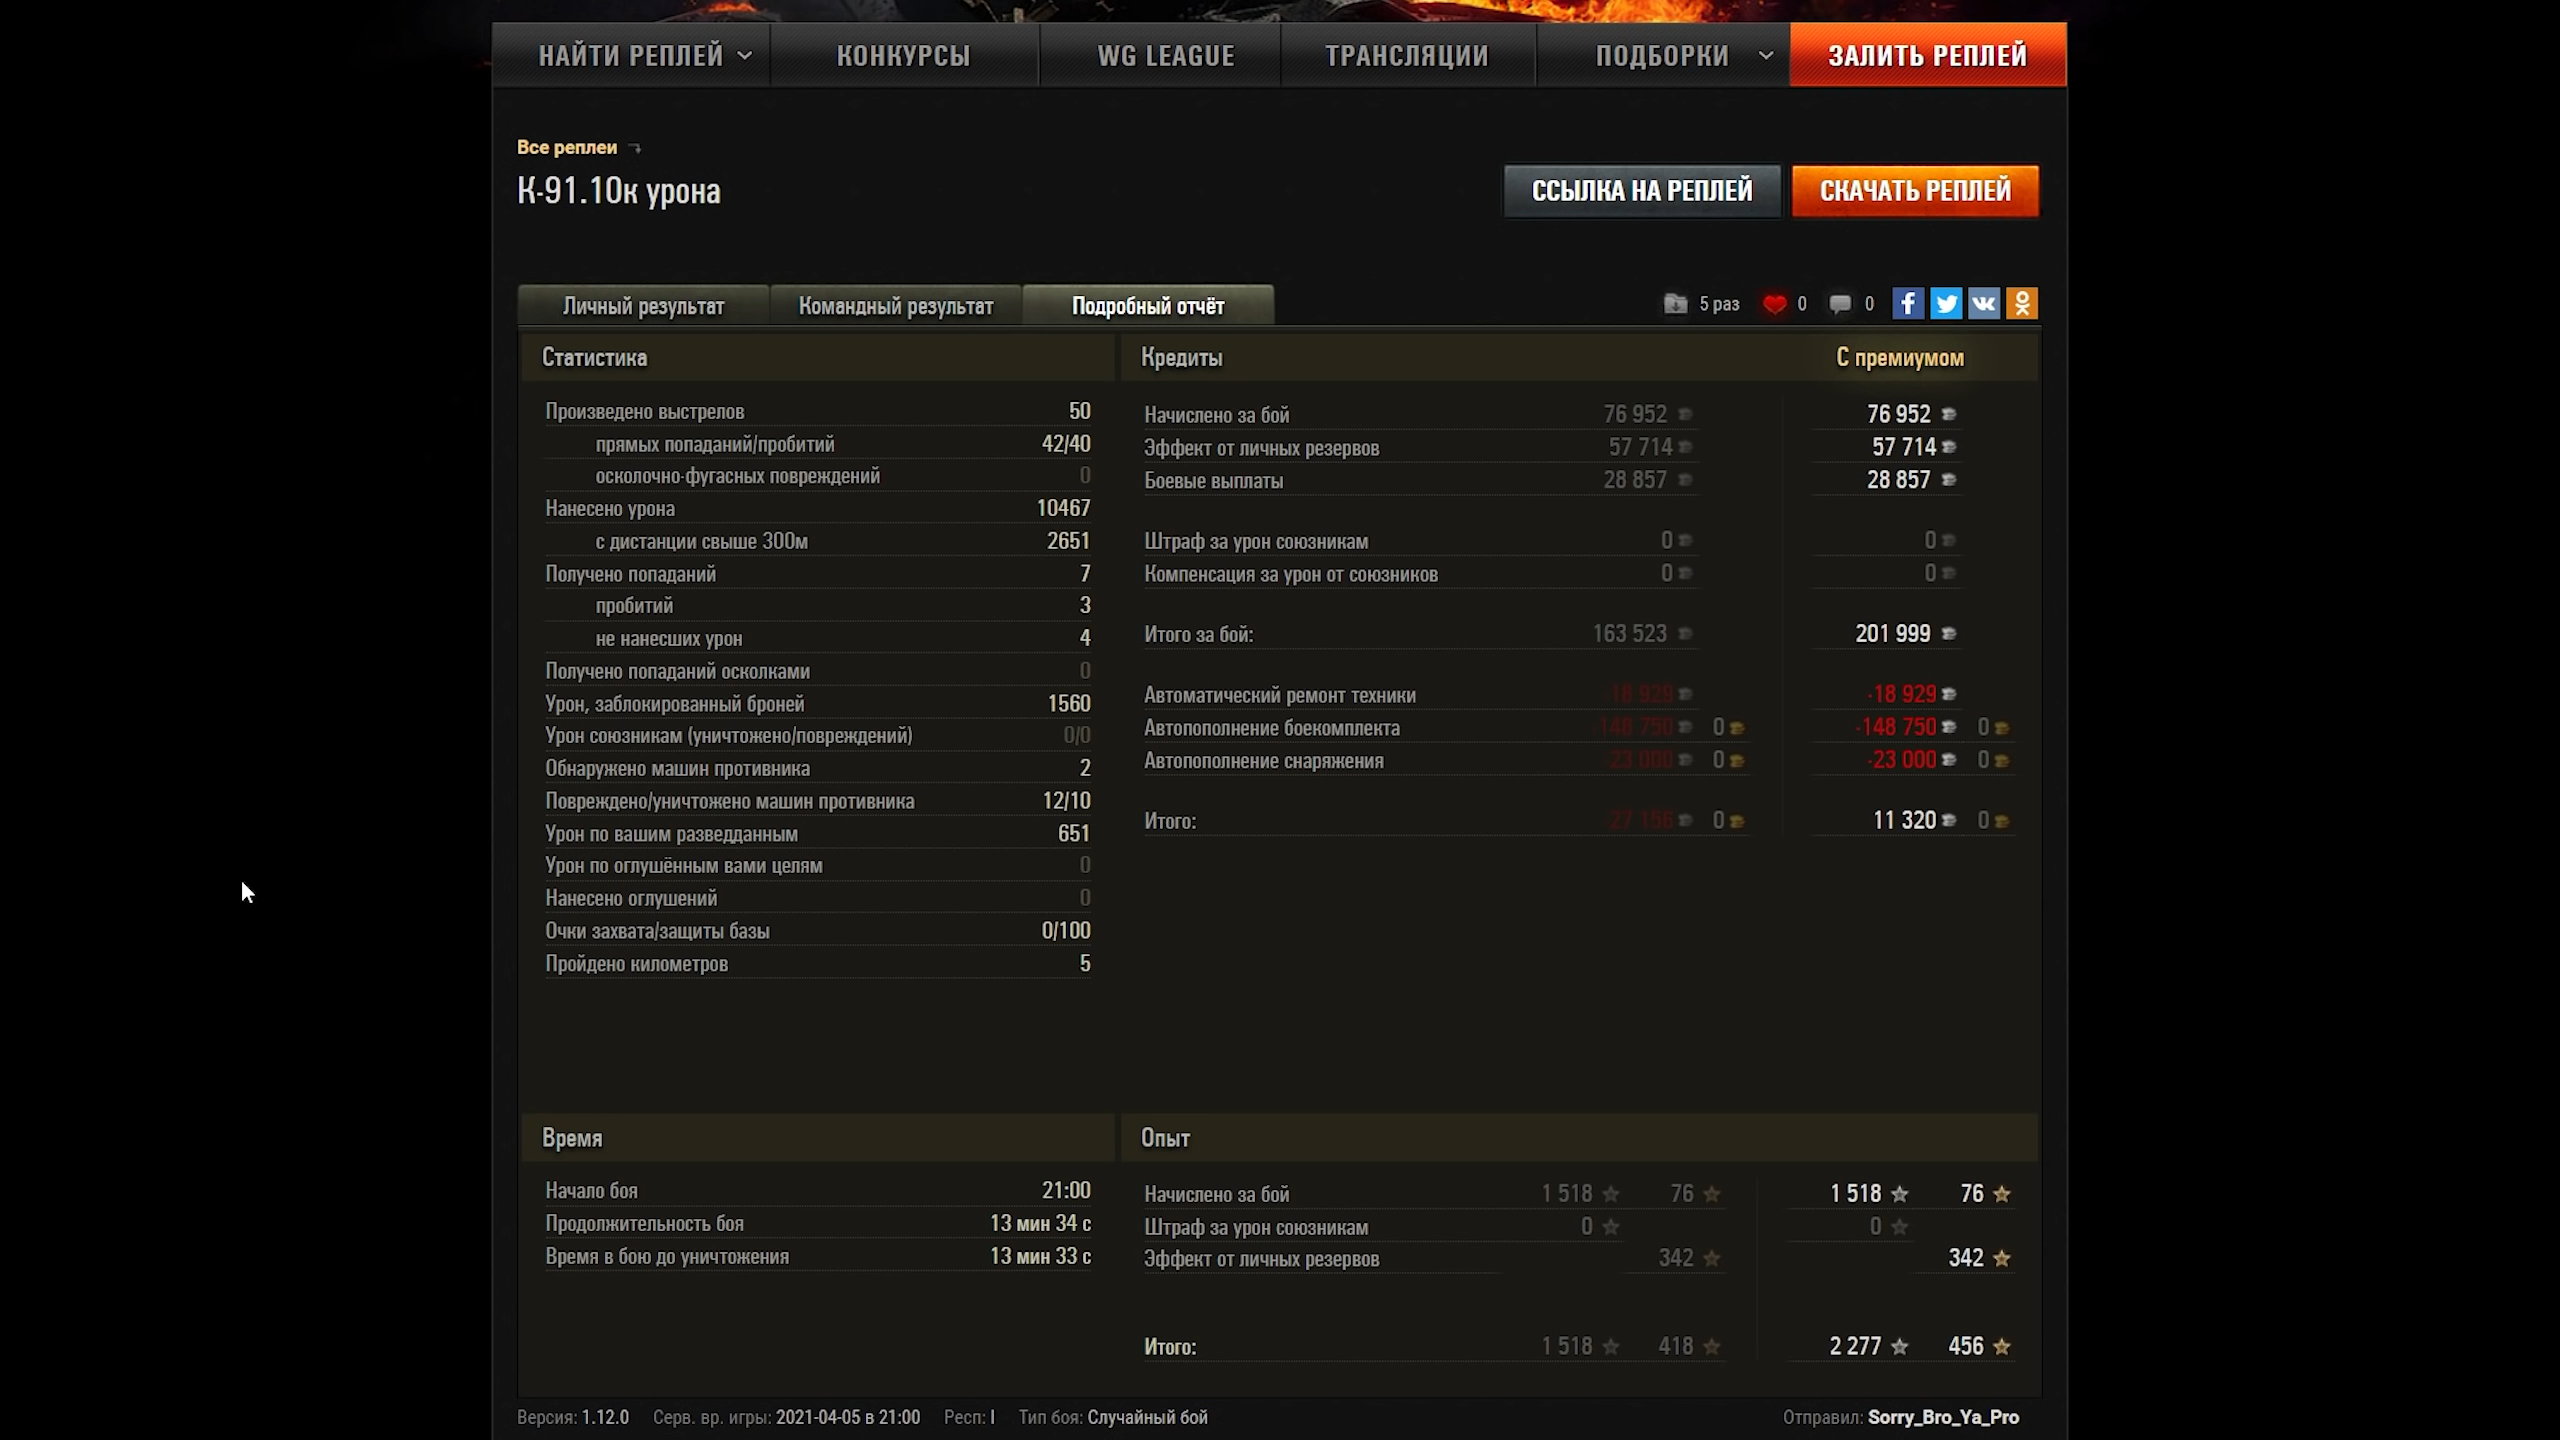 НАЙТИ РЕПЛЕЙ КОНКУРСЫ WG LEAGUE ТРАНСЛЯЦИИ ПОДБОРКИ ЗАЛИТЬ РЕПЛЕЙ
Все реплеи
К-91.10к урона
ССЫЛКА НА РЕПЛЕЙ СКАЧАТЬ РЕПЛЕЙ
Личный результат Командный результат Подробный отчёт 5 раз 0 0
Статистика
Произведено выстрелов 50
прямых попаданий/пробитий 42/40
осколочно-фугасных повреждений 0
Нанесено урона 10467
с дистанции свыше 300м 2651
Получено попаданий 7
пробитий 3
не нанесших урон 4
Получено попаданий осколками 0
Урон, заблокированный броней 1560
Урон союзникам (уничтожено/повреждений) 0/0
Обнаружено машин противника 2
Повреждено/уничтожено машин противника 12/10
Урон по вашим разведданным 651
Урон по оглушённым вами целям 0
Нанесено оглушений 0
Очки захвата/защиты базы 0/100
Пройдено километров 5
Кредиты С премиумом
Начислено за бой 76 952 76 952
Эффект от личных резервов 57 714 57 714
Боевые выплаты 28 857 28 857
Штраф за урон союзникам 0 0
Компенсация за урон от союзников 0 0
Итого за бой: 163 523 201 999
Автоматический ремонт техники -18 929 -18 929
Автопополнение боекомплекта -148 750 0 -148 750 0
Автопополнение снаряжения -23 000 0 -23 000 0
Итого: -27 156 0 11 320 0
Время
Начало боя 21:00
Продолжительность боя 13 мин 34 с
Время в бою до уничтожения 13 мин 33 с
Опыт
Начислено за бой 1 518 76 1 518 76
Штраф за урон союзникам 0 0
Эффект от личных резервов 342 342
Итого: 1 518 418 2 277 456
Версия: 1.12.0 Серв. вр. игры: 2021-04-05 в 21:00 Респ: I Тип боя: Случайный бой Отправил: Sorry_Bro_Ya_Pro